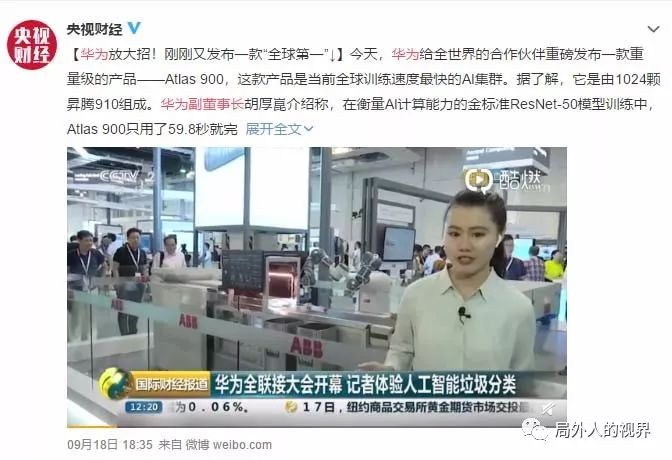 央视财经
央视
财经
【华为放大招！刚刚又发布一款“全球第一”↓】今天，华为给全世界的合作伙伴重磅发布一款重
量级的产品——Atlas 900，这款产品是当前全球训练速度最快的AI集群。据了解，它是由1024颗
昇腾910组成。华为副董事长胡厚崑介绍称，在衡量AI计算能力的金标准ResNet-50模型训练中，
Atlas 900只用了59.8秒就完 展开全文
CCTV 2
酷燃
ABB
ABB
ABB
国际财经报道
华为全联接大会开幕 记者体验人工智能垃圾分类
12:20
为0.06%。
17日，纽约商品交易所黄金期货市场交投最
局外人的视界
09月18日 18:35 来自 微博 weibo.com